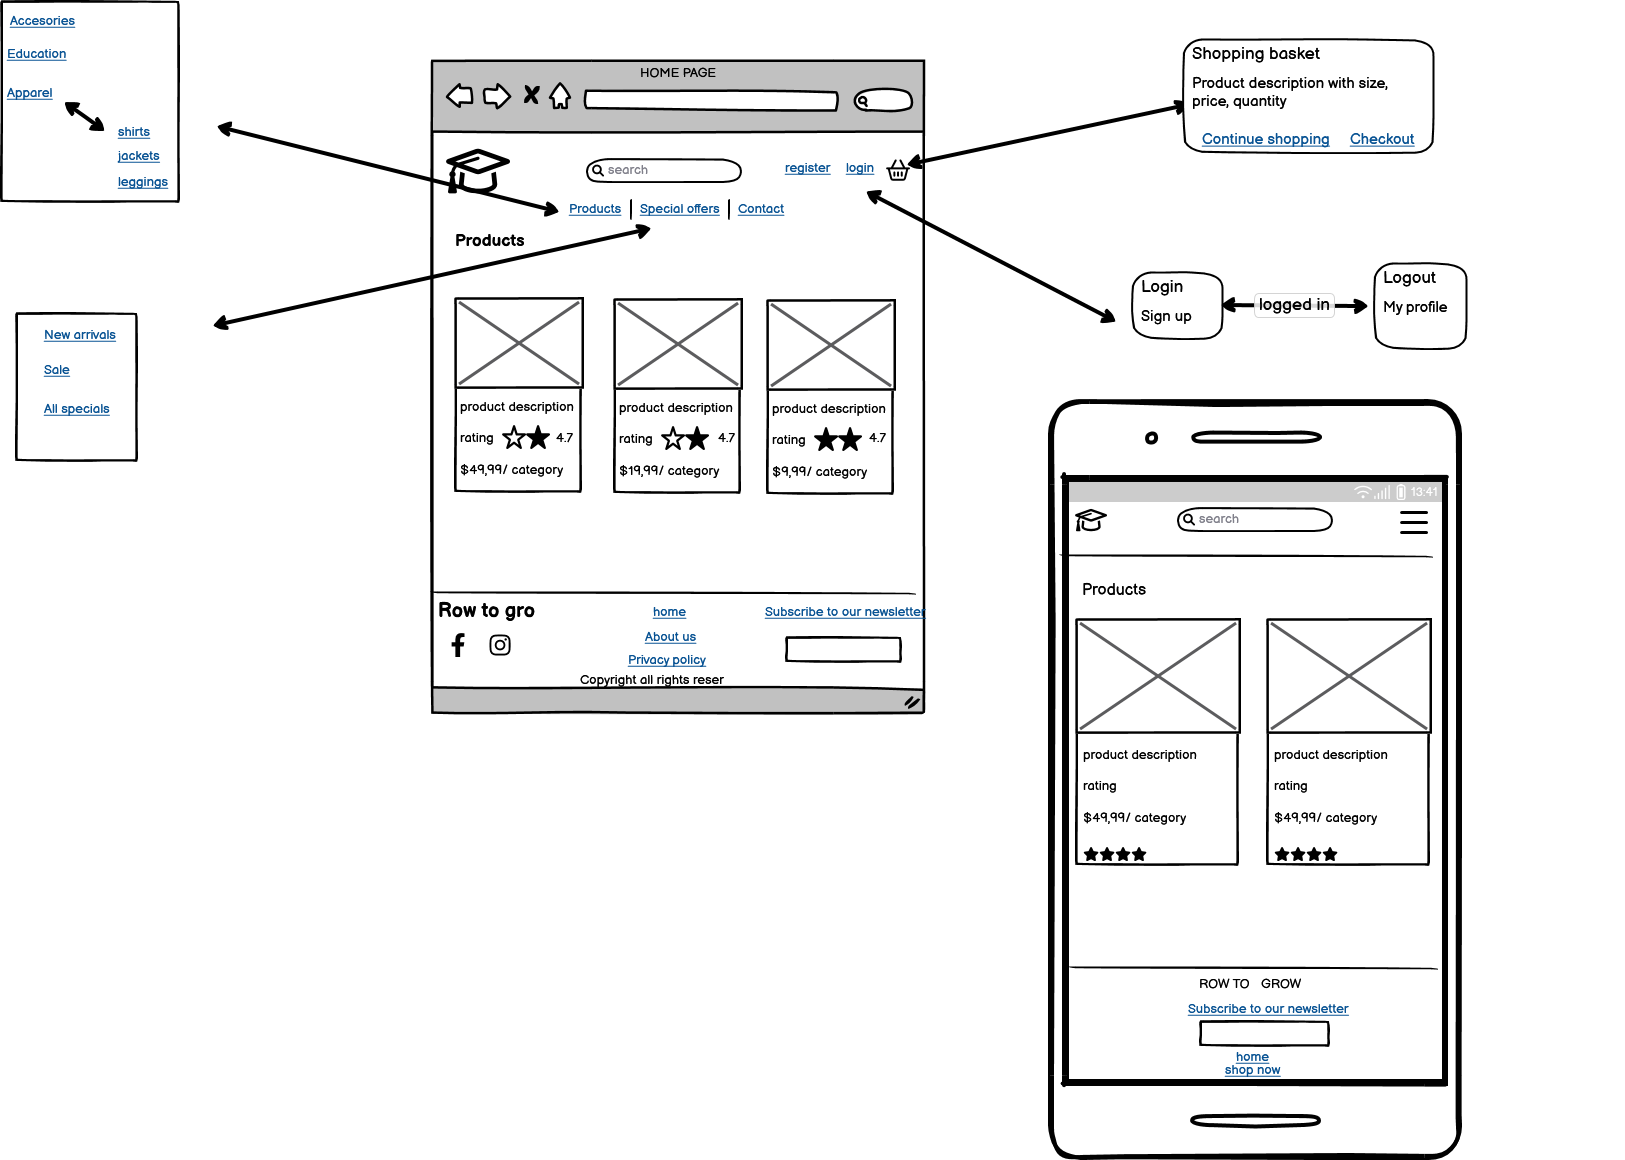 Accesories
Education
Apparel
shirts
jackets
leggings
New arrivals
Sale
All specials
HOME PAGE
search
register login
Products Special offers Contact
Products
product description
rating 4.7
$49,99/ category
product description
rating 4.7
$19,99/ category
product description
rating 4.7
$9,99/ category
Row to gro
home
About us
Privacy policy
Copyright all rights reser
Subscribe to our newsletter
Shopping basket
Product description with size,
price, quantity
Continue shopping Checkout
Login
Sign up
logged in
Logout
My profile
13:41
search
Products
product description
rating
$49,99/ category
product description
rating
$49,99/ category
ROW TO GROW
Subscribe to our newsletter
home
shop now